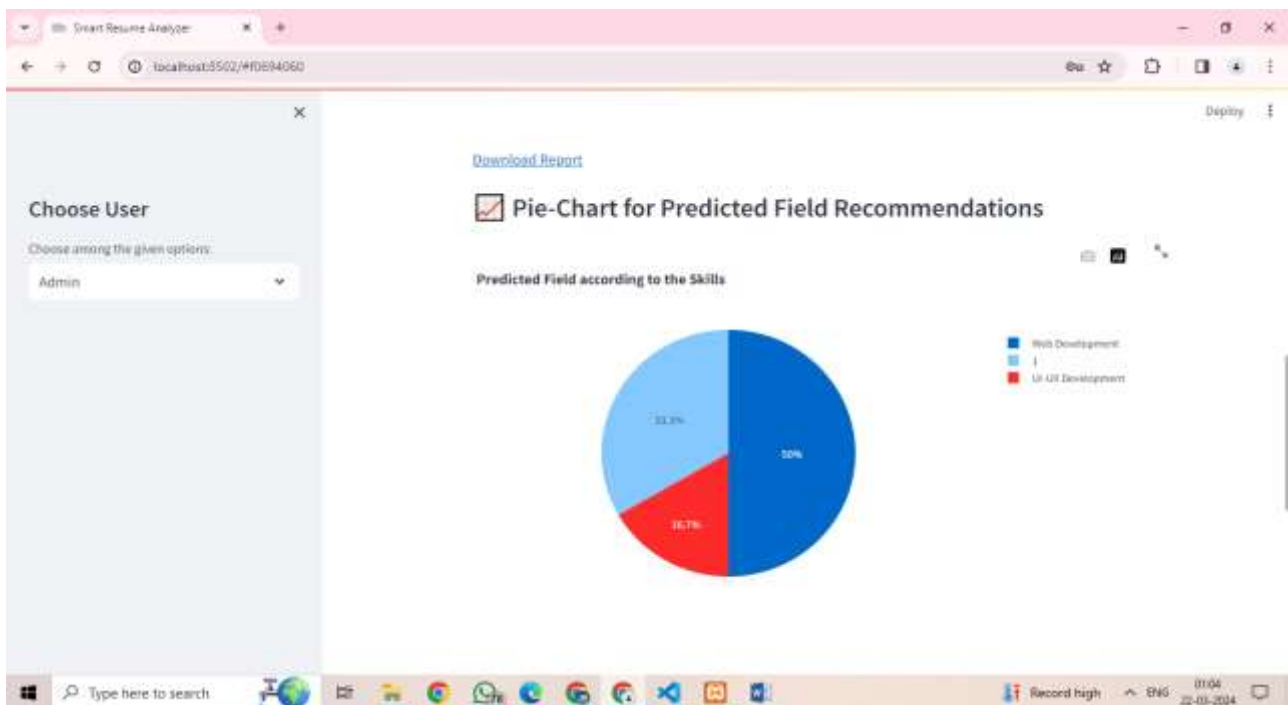 Smart Resume Analyzer
localhost:8502/#f0694060
Deploy
Download Report
Choose User
Pie-Chart for Predicted Field Recommendations
Choose among the given options:
Admin
Predicted Field according to the Skills
Web Development
UI-UX Development
33.3%
50%
16.7%
Type here to search
Record high
ENG
01:04
22-03-2024